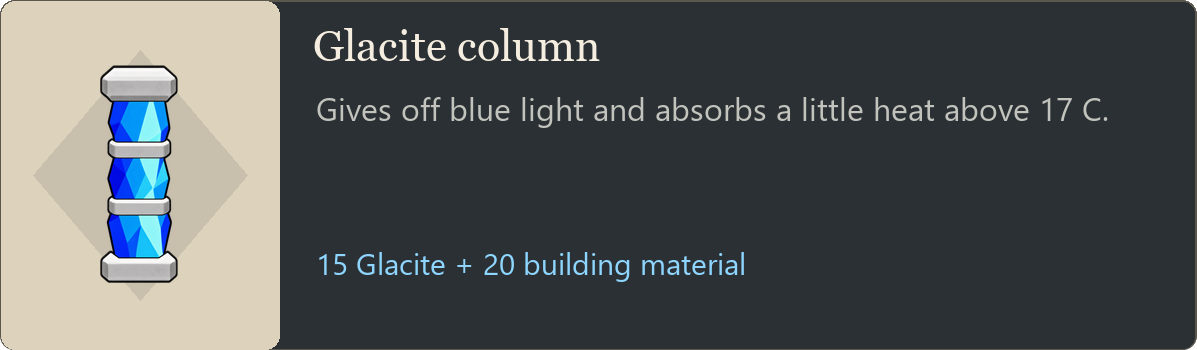 Glacite column
Gives off blue light and absorbs a little heat above 17 C.
15 Glacite + 20 building material